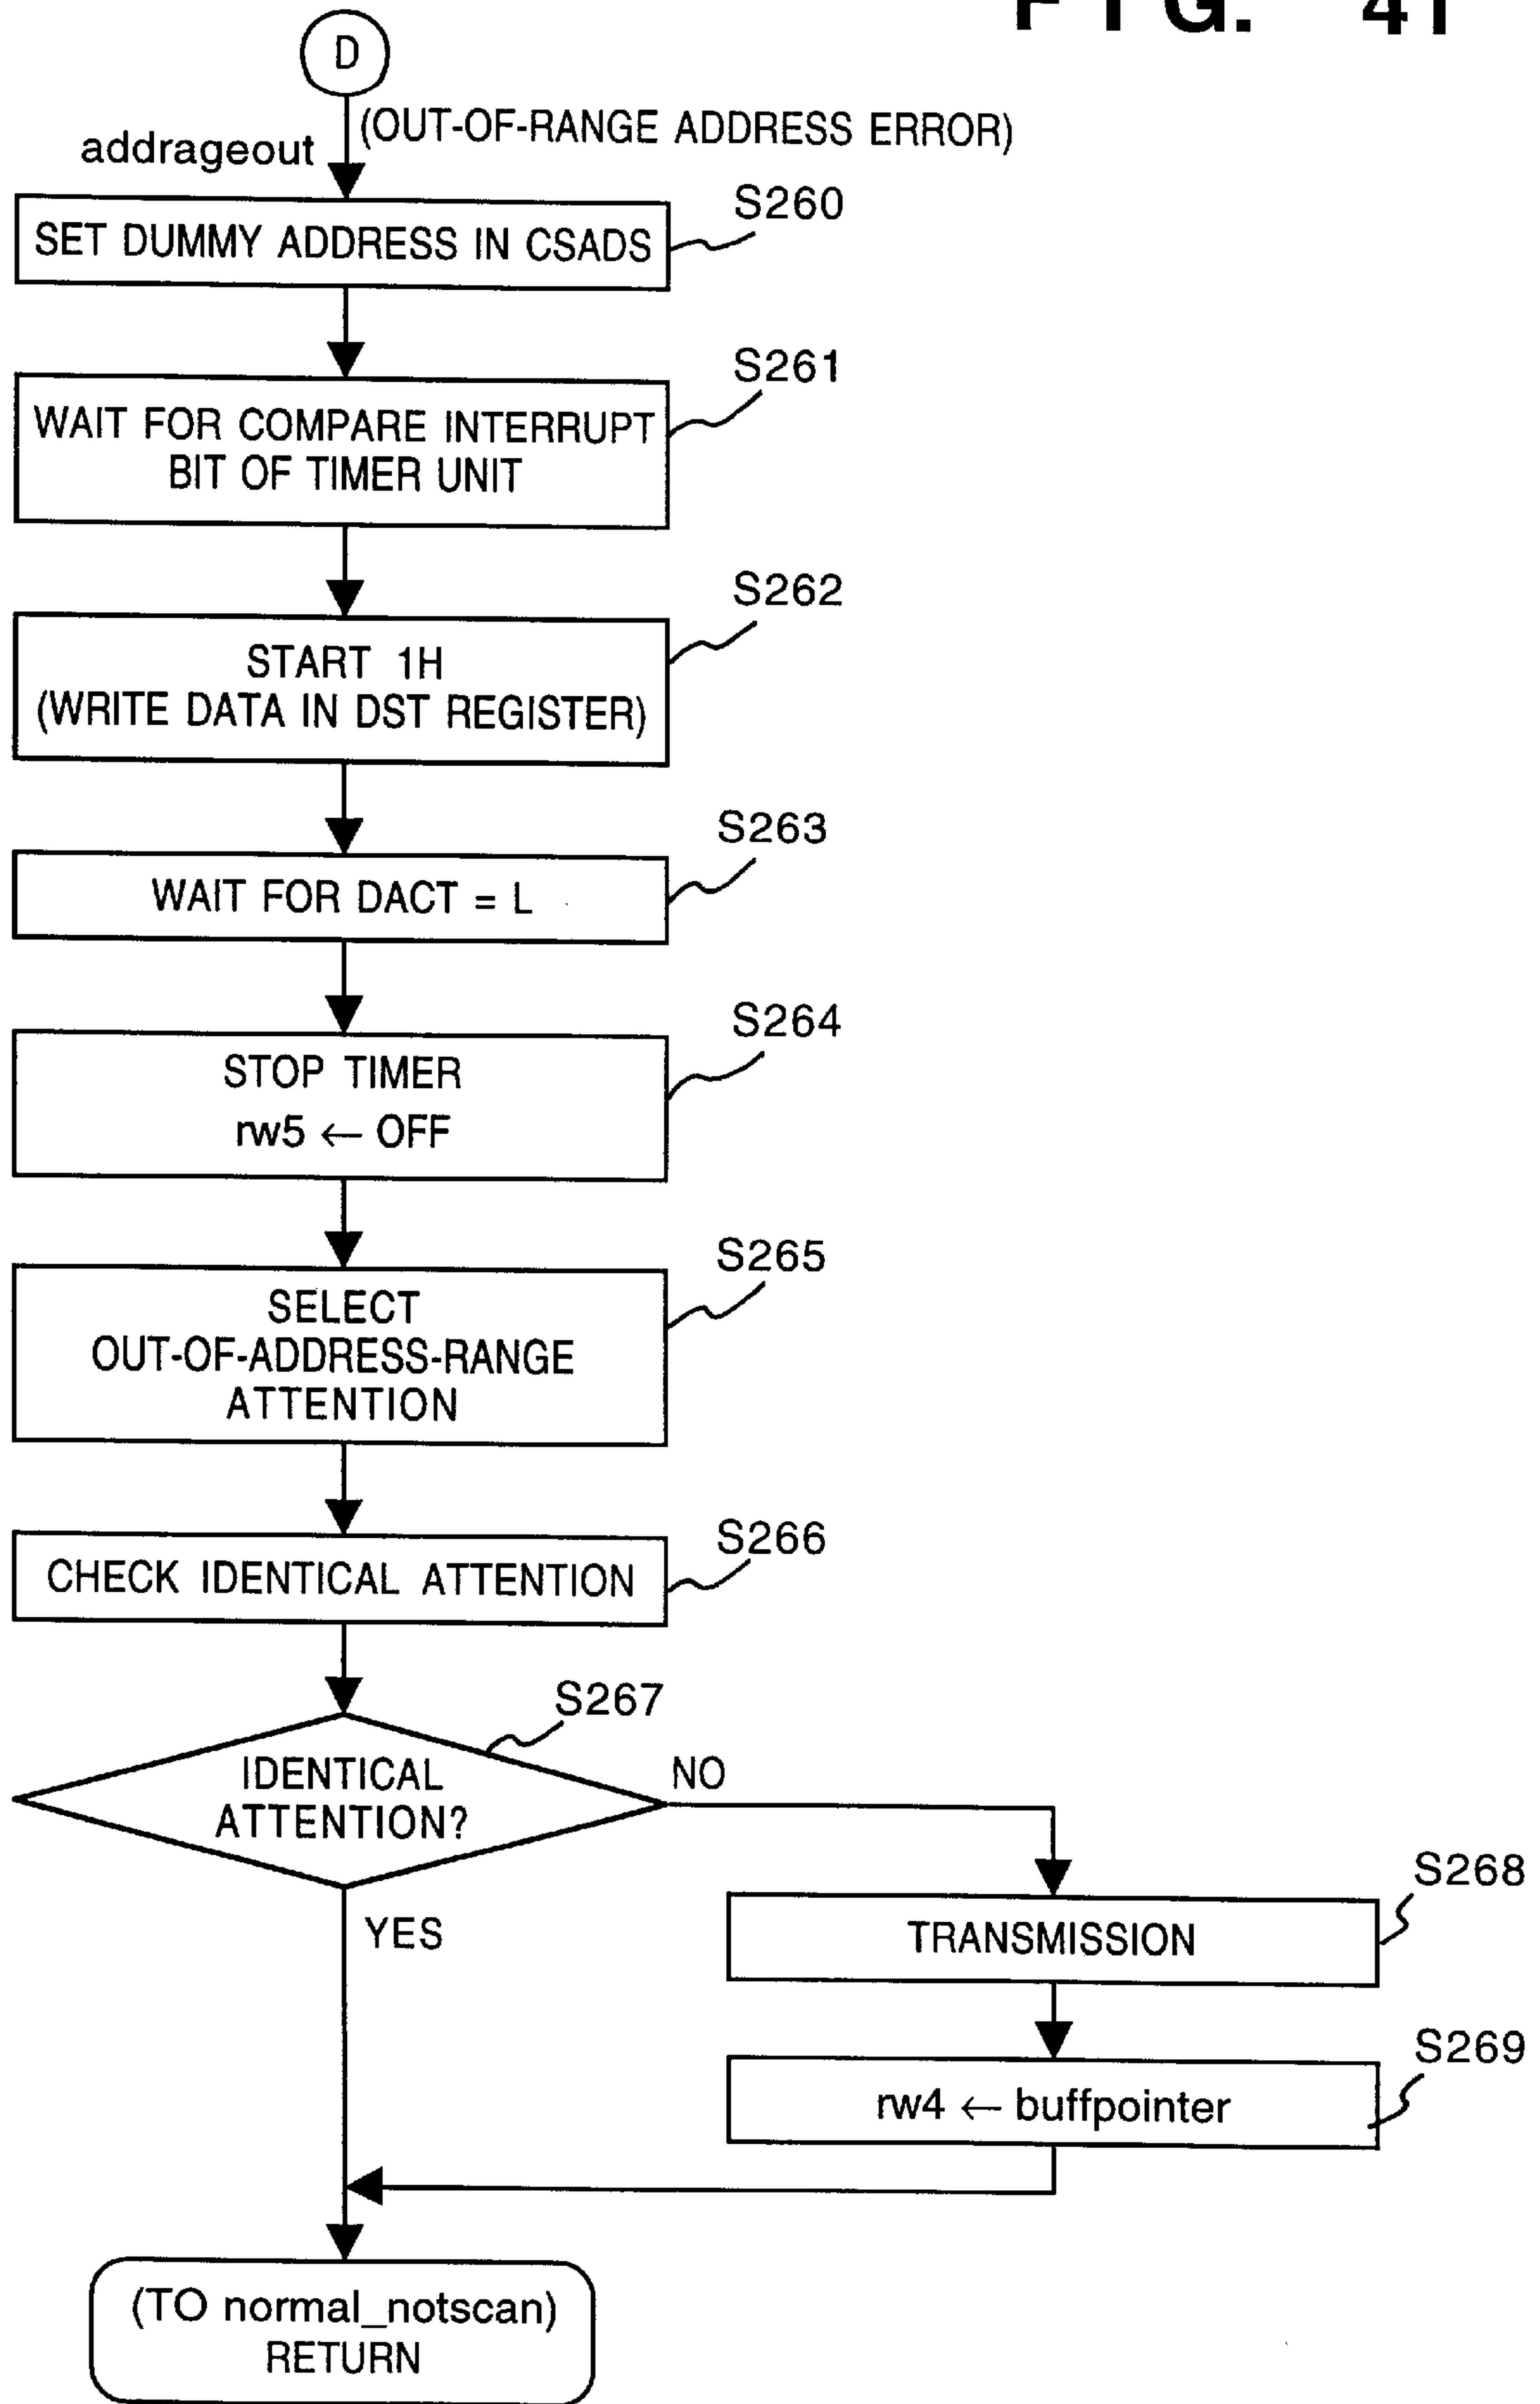 FIG. 41
D
(OUT-OF-RANGE ADDRESS ERROR)
addrageout
S260
SET DUMMY ADDRESS IN CSADS
S261
WAIT FOR COMPARE INTERRUPT
BIT OF TIMER UNIT
S262
START 1H
(WRITE DATA IN DST REGISTER)
S263
WAIT FOR DACT = L
S264
STOP TIMER
rw5 ← OFF
S265
SELECT
OUT-OF-ADDRESS-RANGE
ATTENTION
S266
CHECK IDENTICAL ATTENTION
S267
IDENTICAL
ATTENTION?
NO
YES
S268
TRANSMISSION
S269
rw4 ← buffpointer
(TO normal_notscan)
RETURN